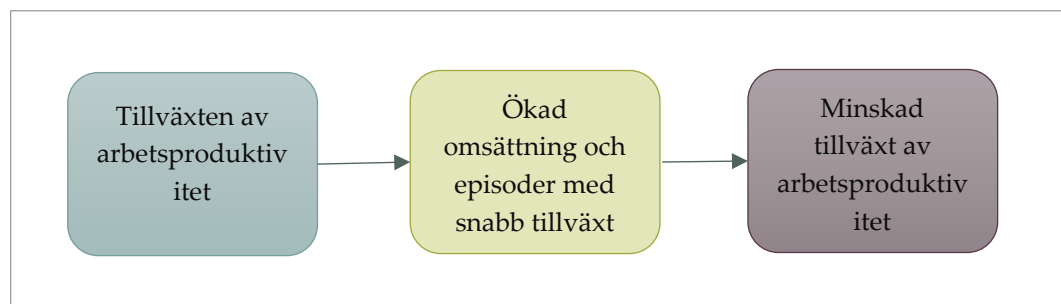 Tillväxten av
arbetsproduktiv
itet
Ökad
omsättning och
episoder med
snabb tillväxt
Minskad
tillväxt av
arbetsproduktiv
itet